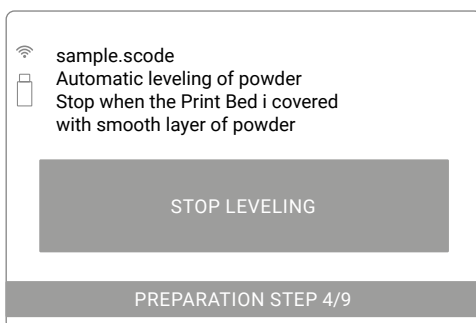 sample.scode
Automatic leveling of powder
Stop when the Print Bed i covered
with smooth layer of powder
STOP LEVELING
PREPARATION STEP 4/9